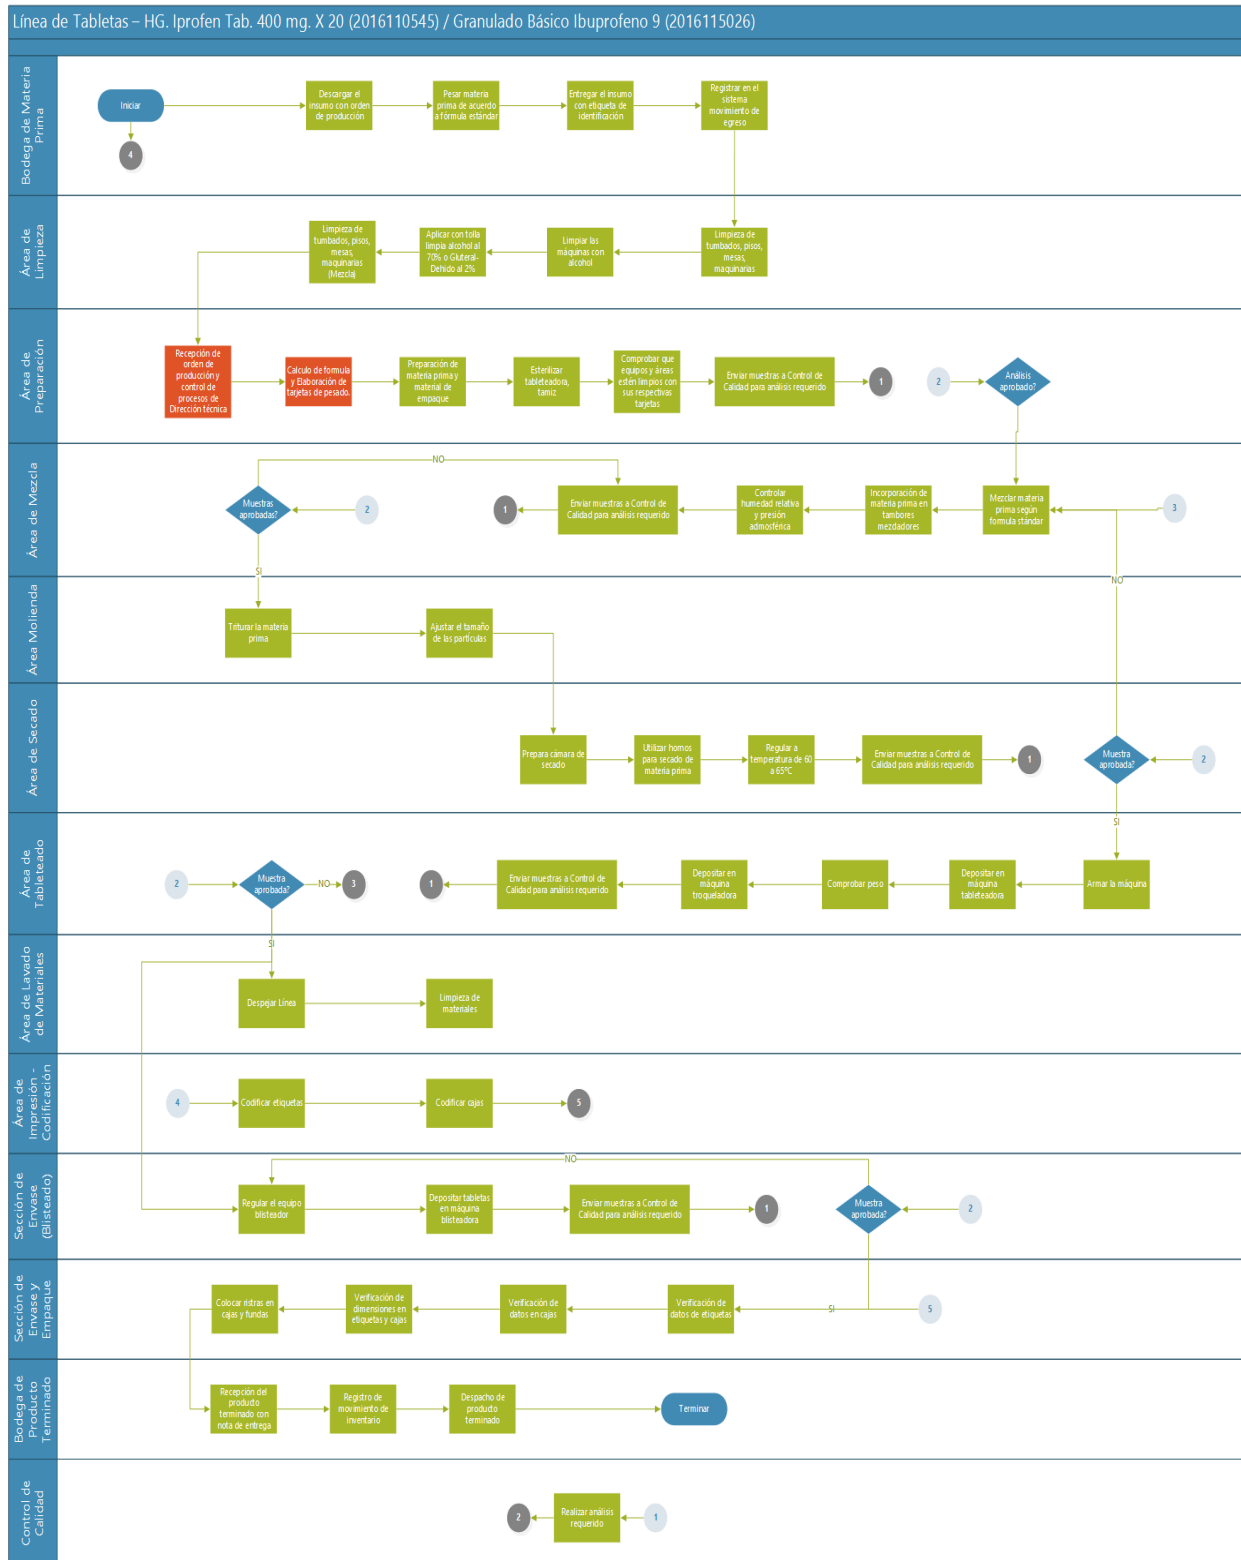 Línea de Tabletas – HG. Iprofen Tab. 400 mg. X 20 (2016110545) / Granulado Básico Ibuprofeno 9 (2016115026)
Bodega de Materia
Prima
Iniciar
4
Descargar el
insumo con orden
de producción
Pesar materia
prima de acuerdo
a fórmula estándar
Entregar el insumo
con etiqueta de
identificación
Registrar en el
sistema
movimiento de
egreso
Área de
Limpieza
Limpieza de
tumbados, pisos,
mesas,
maquinarias
(Mezcla)
Aplicar con tolla
limpia alcohol al
70% o Gluteral-
Dehido al 2%
Limpiar las
máquinas con
alcohol
Limpieza de
tumbados, pisos,
mesas,
maquinarias
Área de
Preparación
Recepción de
orden de
producción y
control de
procesos de
Dirección técnica
Calculo de formula
y Elaboración de
tarjetas de pesado.
Preparación de
materia prima y
material de
empaque
Esterilizar
tableteadora,
tamiz
Comprobar que
equipos y áreas
estén limpios con
sus respectivas
tarjetas
Enviar muestras a Control de
Calidad para análisis requerido
1
2
Análisis
aprobado?
Área de Mezcla
NO
Muestras
aprobadas?
2
1
Enviar muestras a Control de
Calidad para análisis requerido
Controlar
humedad relativa
y presión
admosférica
Incorporación de
materia prima en
tambores
mezcladores
Mezclar materia
prima según
formula stándar
3
SI
NO
Área Molienda
Triturar la materia
prima
Ajustar el tamaño
de las partículas
Área de Secado
Prepara cámara de
secado
Utilizar hornos
para secado de
materia prima
Regular a
temperatura de 60
a 65°C
Enviar muestras a Control de
Calidad para análisis requerido
1
Muestra
aprobada?
2
SI
Área de
Tableteado
2
Muestra
aprobada?
NO
3
1
Enviar muestras a Control de
Calidad para análisis requerido
Depositar en
máquina
troqueladora
Comprobar peso
Depositar en
máquina
tableteadora
Armar la máquina
SI
Área de Lavado
de Materiales
Despejar Línea
Limpieza de
materiales
Área de
Impresión -
Codificación
4
Codificar etiquetas
Codificar cajas
5
Sección de
Envase
(Blisteado)
NO
Regular el equipo
blisteador
Depositar tabletas
en máquina
blisteadora
Enviar muestras a Control de
Calidad para análisis requerido
1
Muestra
aprobada?
2
Sección de
Envase y
Empaque
Colocar ristras en
cajas y fundas
Verificación de
dimensiones en
etiquetas y cajas
Verificación de
datos en cajas
Verificación de
datos de etiquetas
SI
5
Bodega de
Producto
Terminado
Recepción del
producto
terminado con
nota de entrega
Registro de
movimiento de
inventario
Despacho de
producto
terminado
Terminar
Control de
Calidad
2
Realizar análisis
requerido
1